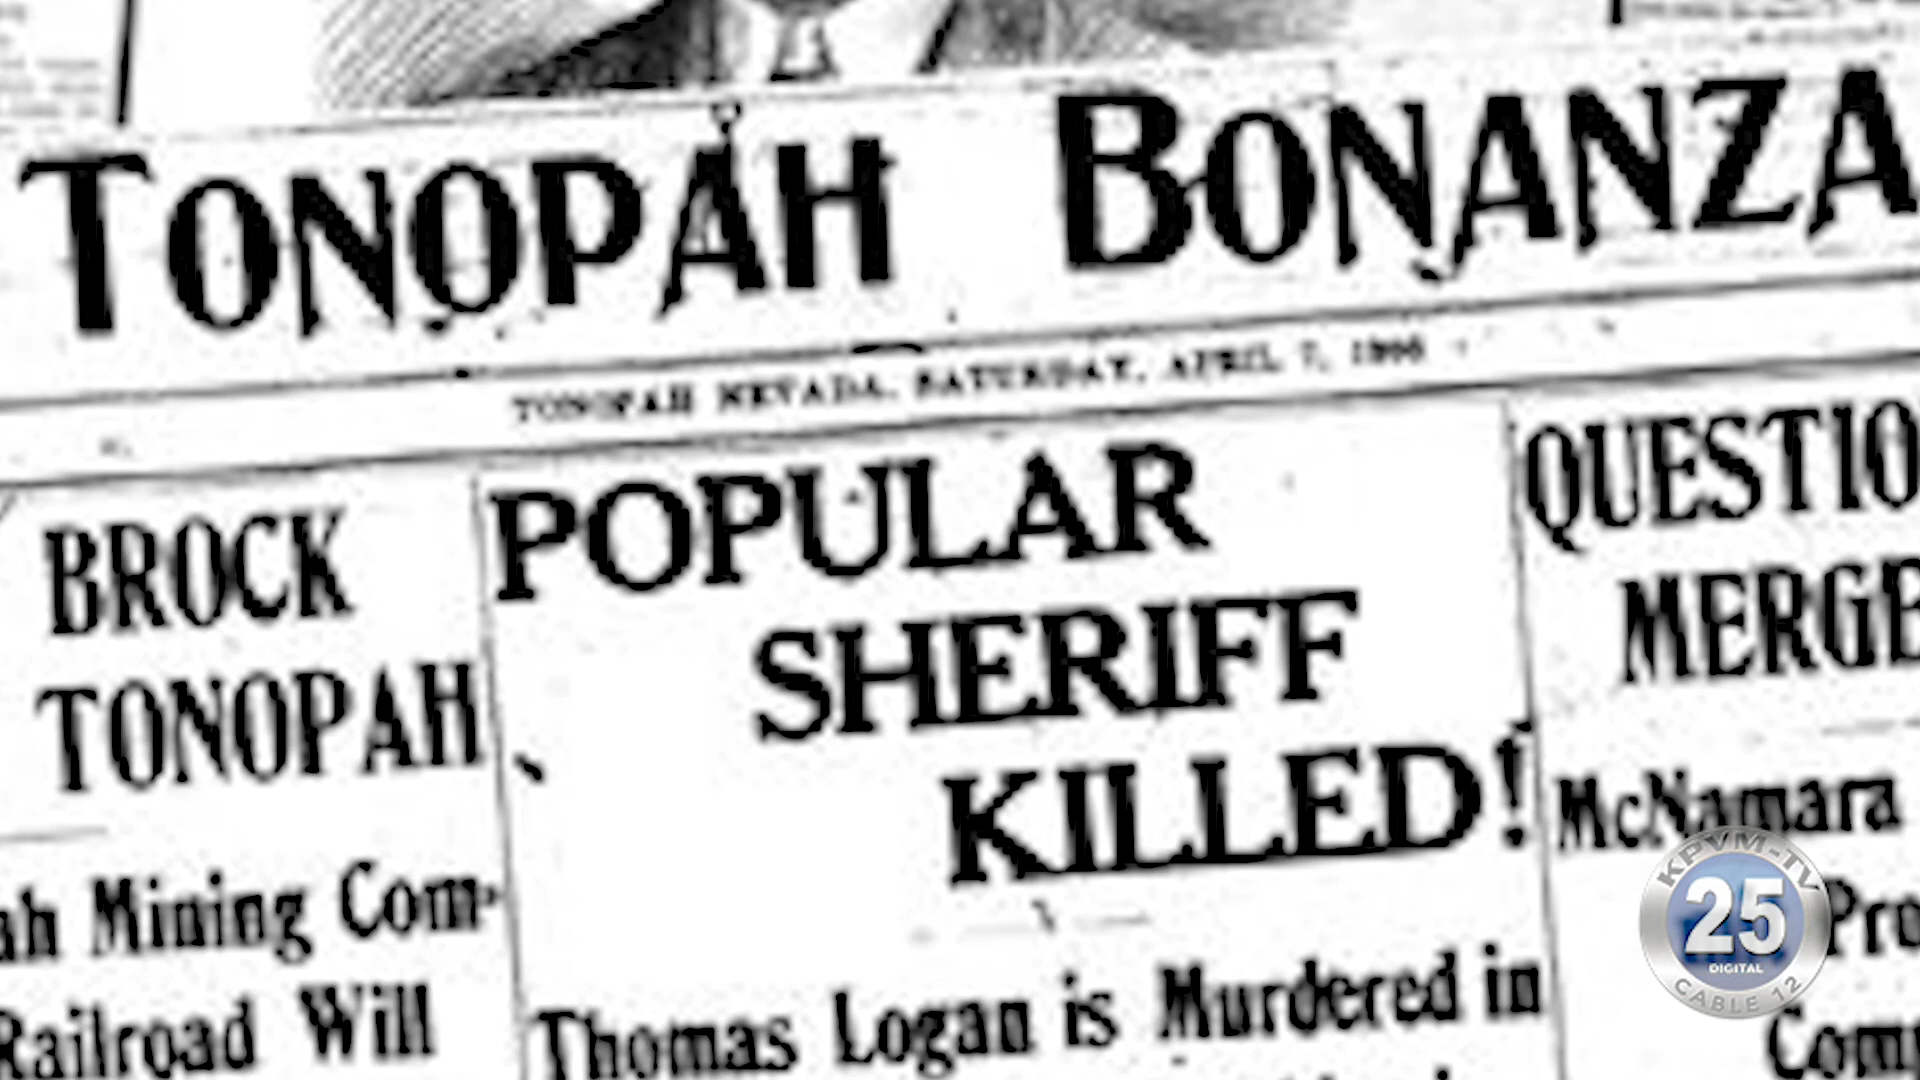 TONOPAH BONANZA
TONOPAH NEVADA, SATURDAY, APRIL 7, 1906
BROCK
TONOPAH
ah Mining Com-
Railroad Will
POPULAR
SHERIFF
KILLED!
Thomas Logan is Murdered in
QUESTIO
MERGE
McNamara
Pro
Com
KPVM-TV
25
DIGITAL
CABLE 12